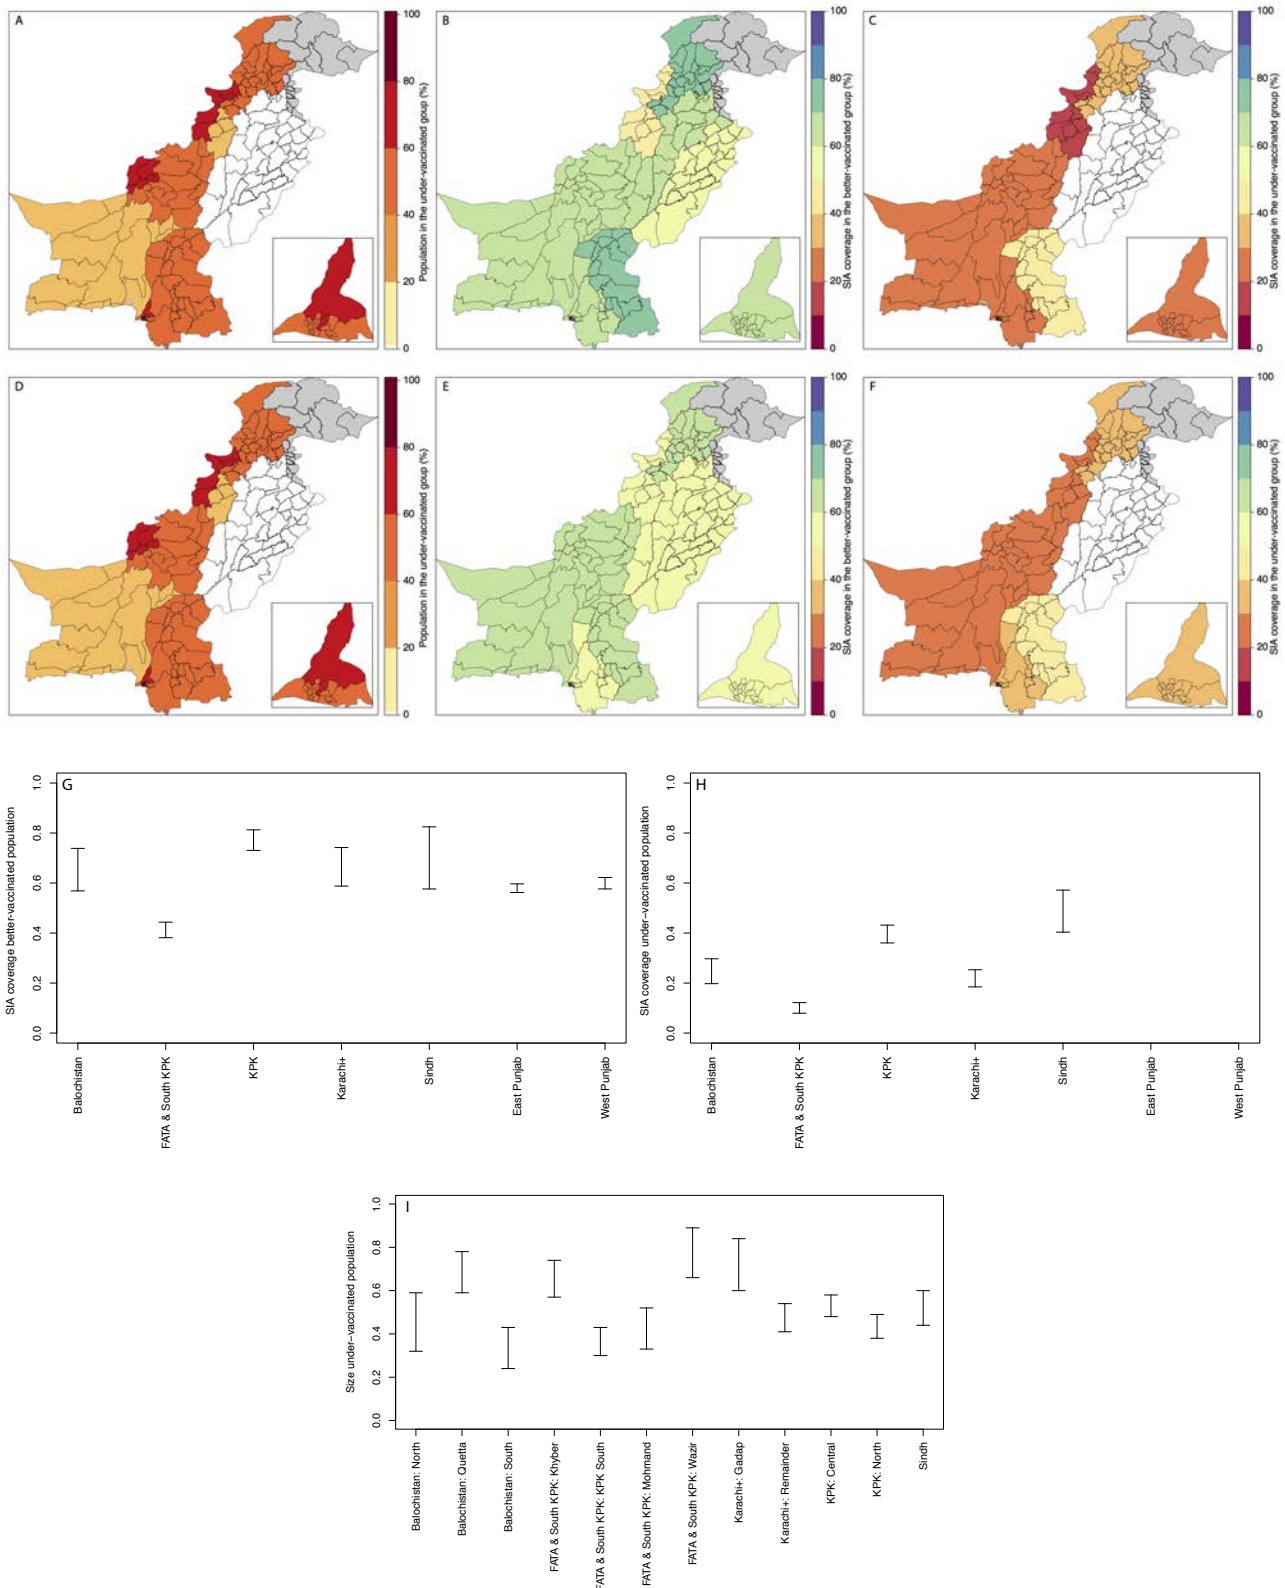 A
100
80
60
40
20
0
Population in the under-vaccinated goup (%)
B
100
80
60
40
20
0
SIA coverage in the better-vaccinated group (%)
C
100
80
60
40
20
0
SIA coverage in the under-vaccinated group (%)
D
100
80
60
40
20
0
Population in the under-vaccinated goup (%)
E
100
80
60
40
20
0
SIA coverage in the better-vaccinated group (%)
F
100
80
60
40
20
0
SIA coverage in the under-vaccinated group (%)
G
SIA coverage better-vaccinated population
1.0
0.8
0.6
0.4
0.2
0.0
Balochistan
FATA & South KPK
KPK
Karachi+
Sindh
East Punjab
West Punjab
H
SIA coverage under-vaccinated population
1.0
0.8
0.6
0.4
0.2
0.0
Balochistan
FATA & South KPK
KPK
Karachi+
Sindh
East Punjab
West Punjab
I
Size under-vaccinated population
1.0
0.8
0.6
0.4
0.2
0.0
Balochistan: North
Balochistan: Quetta
Balochistan: South
FATA & South KPK: Khyber
FATA & South KPK: KPK South
FATA & South KPK: Mohmand
FATA & South KPK: Wazir
Karachi+: Gadap
Karachi+: Remainder
KPK: Central
KPK: North
Sindh